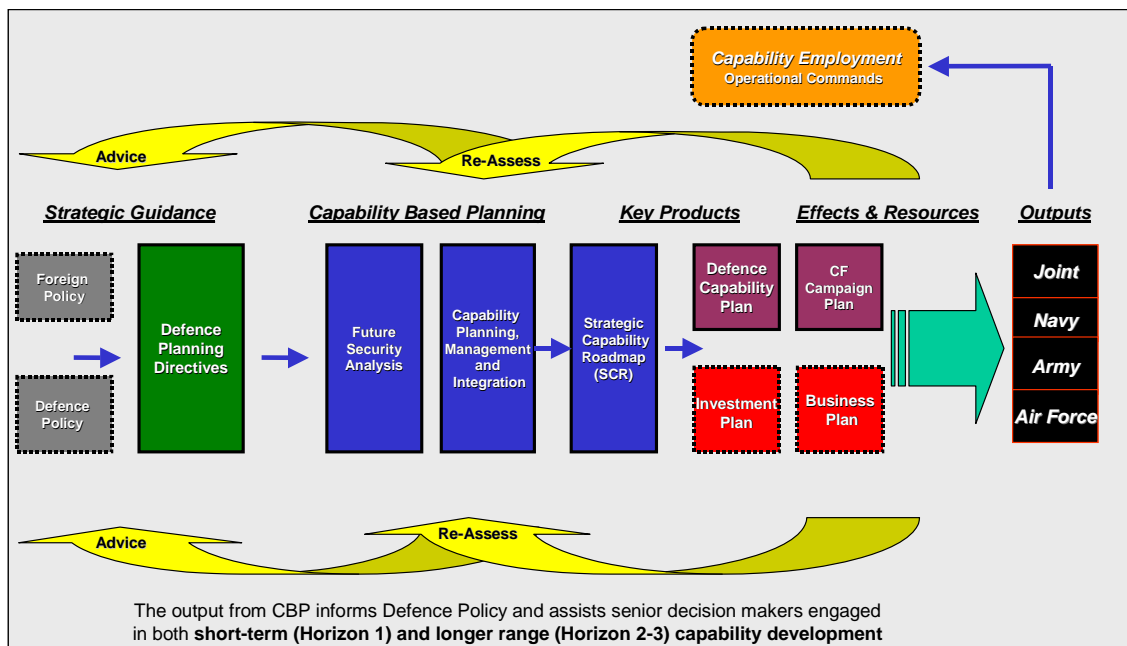 Capability Employment
Operational Commands
Advice
Re-Assess
Strategic Guidance
Capability Based Planning
Key Products
Effects & Resources
Outputs
Foreign
Policy
Defence
Policy
Defence
Planning
Directives
Future
Security
Analysis
Capability
Planning,
Management
and
Integration
Strategic
Capability
Roadmap
(SCR)
Defence
Capability
Plan
Investment
Plan
CF
Campaign
Plan
Business
Plan
Joint
Navy
Army
Air Force
Advice
Re-Assess
The output from CBP informs Defence Policy and assists senior decision makers engaged
in both short-term (Horizon 1) and longer range (Horizon 2-3) capability development